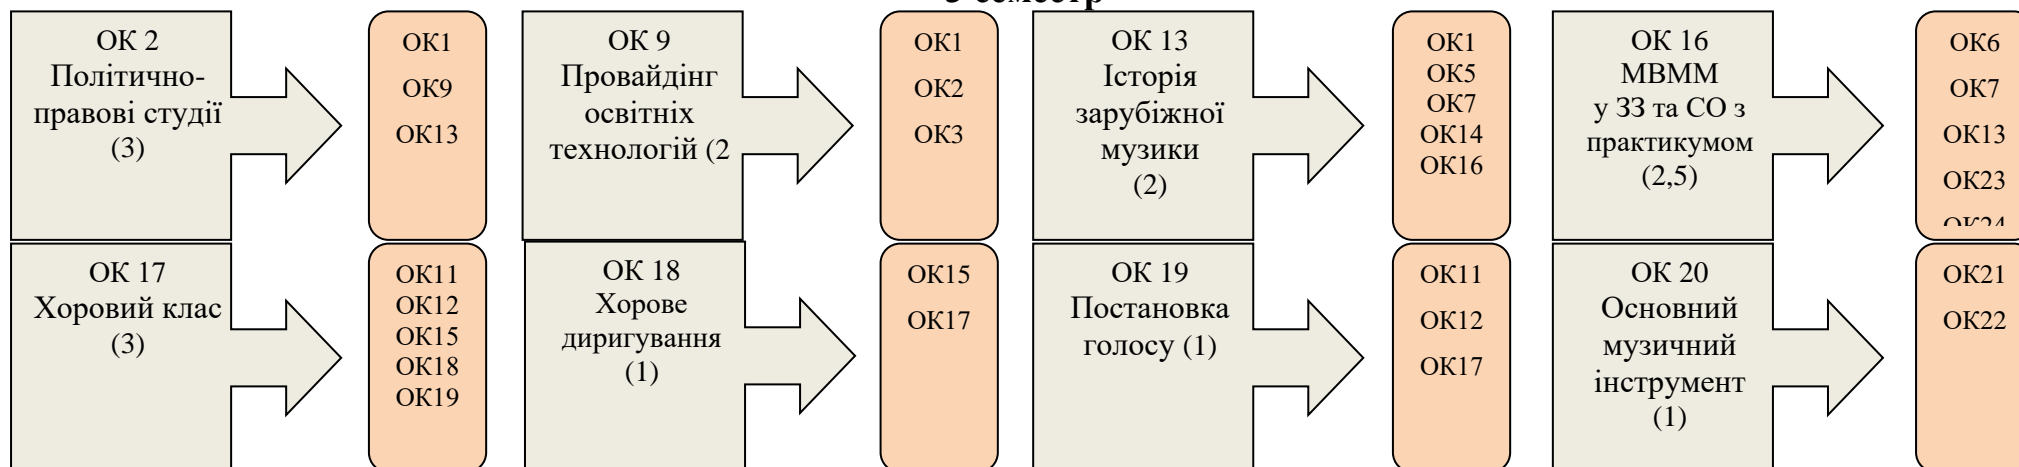 семестр
ОК 2
Політично-
правові студії
(3)
ОК1
ОК9
ОК13
ОК 9
Провайдінг
освітніх
технологій (2
ОК1
ОК2
ОК3
ОК 13
Історія
зарубіжної
музики
(2)
ОК1
ОК5
ОК7
ОК14
ОК16
ОК 16
МВММ
у ЗЗ та СО з
практикумом
(2,5)
ОК6
ОК7
ОК13
ОК23
ОК24
ОК 17
Хоровий клас
(3)
ОК11
ОК12
ОК15
ОК18
ОК19
ОК 18
Хорове
диригування
(1)
ОК15
ОК17
ОК 19
Постановка
голосу (1)
ОК11
ОК12
ОК17
ОК 20
Основний
музичний
інструмент
(1)
ОК21
ОК22